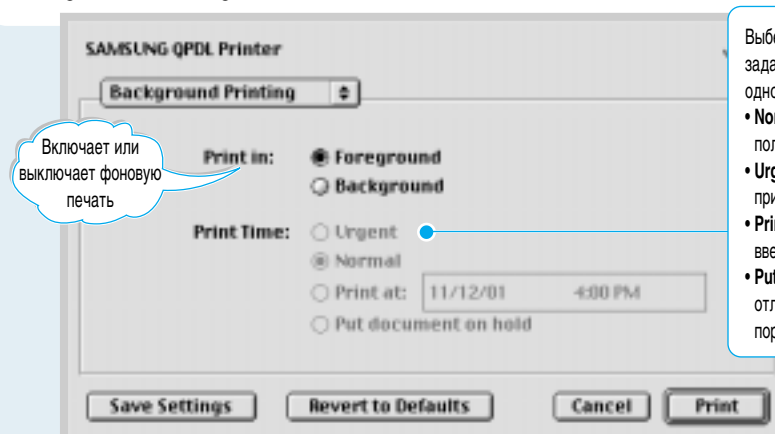 SAMSUNG QPDL Printer
Background Printing
Включает или
выключает фоновую
печать
Print in:
Foreground
Background
Print Time:
Urgent
Normal
Print at: 11/12/01 4:00 PM
Put document on hold
Save Settings
Revert to Defaults
Cancel
Print